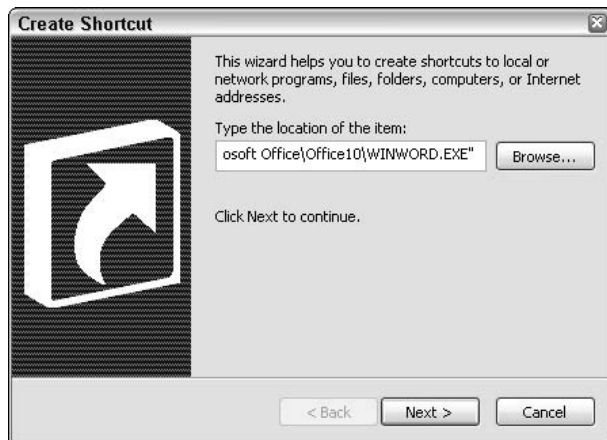 Create Shortcut
This wizard helps you to create shortcuts to local or
network programs, files, folders, computers, or Internet
addresses.
Type the location of the item:
osoft Office\Office10\WINWORD.EXE"
Browse...
Click Next to continue.
< Back
Next >
Cancel